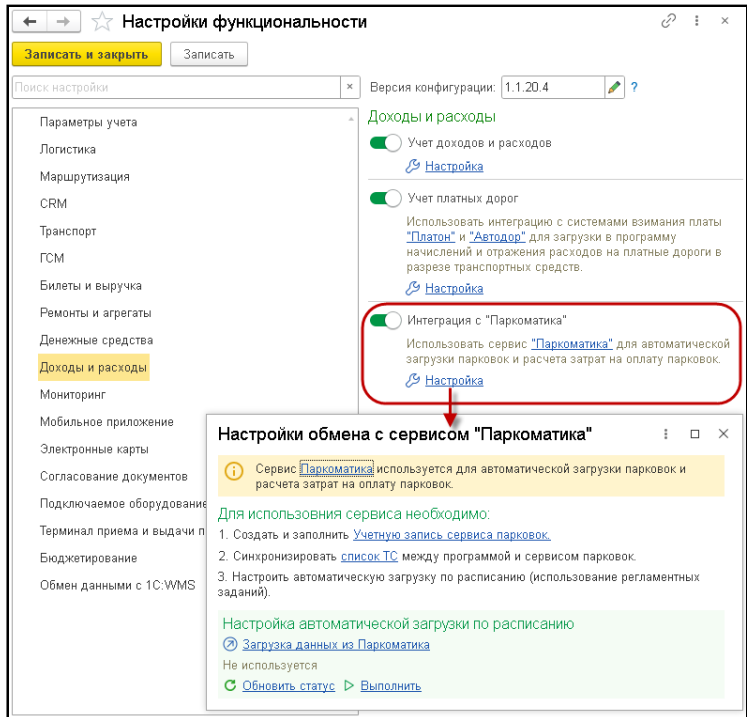 Настройки функциональности
Записать и закрыть
Записать
Поиск настройки
Версия конфигурации: 1.1.20.4 ?
Параметры учета
Логистика
Маршрутизация
CRM
Транспорт
ГСМ
Билеты и выручка
Ремонты и агрегаты
Денежные средства
Доходы и расходы
Мониторинг
Мобильное приложение
Электронные карты
Согласование документов
Подключаемое оборудование
Терминал приема и выдачи п
Бюджетирование
Обмен данными с 1С:WMS
Доходы и расходы
Учет доходов и расходов
Настройка
Учет платных дорог
Использовать интеграцию с системами взимания платы
"Платон" и "Автодор" для загрузки в программу
начислений и отражения расходов на платные дороги в
разрезе транспортных средств.
Настройка
Интеграция с "Паркоматика"
Использовать сервис "Паркоматика" для автоматической
загрузки парковок и расчета затрат на оплату парковок.
Настройка
Настройки обмена с сервисом "Паркоматика"
Сервис Паркоматика используется для автоматической загрузки парковок и
расчета затрат на оплату парковок.
Для использовния сервиса необходимо:
1. Создать и заполнить Учетную запись сервиса парковок.
2. Синхронизировать список ТС между программой и сервисом парковок.
3. Настроить автоматическую загрузку по расписанию (использование регламентных
заданий).
Настройка автоматической загрузки по расписанию
Загрузка данных из Паркоматика
Не используется
Обновить статус
Выполнить